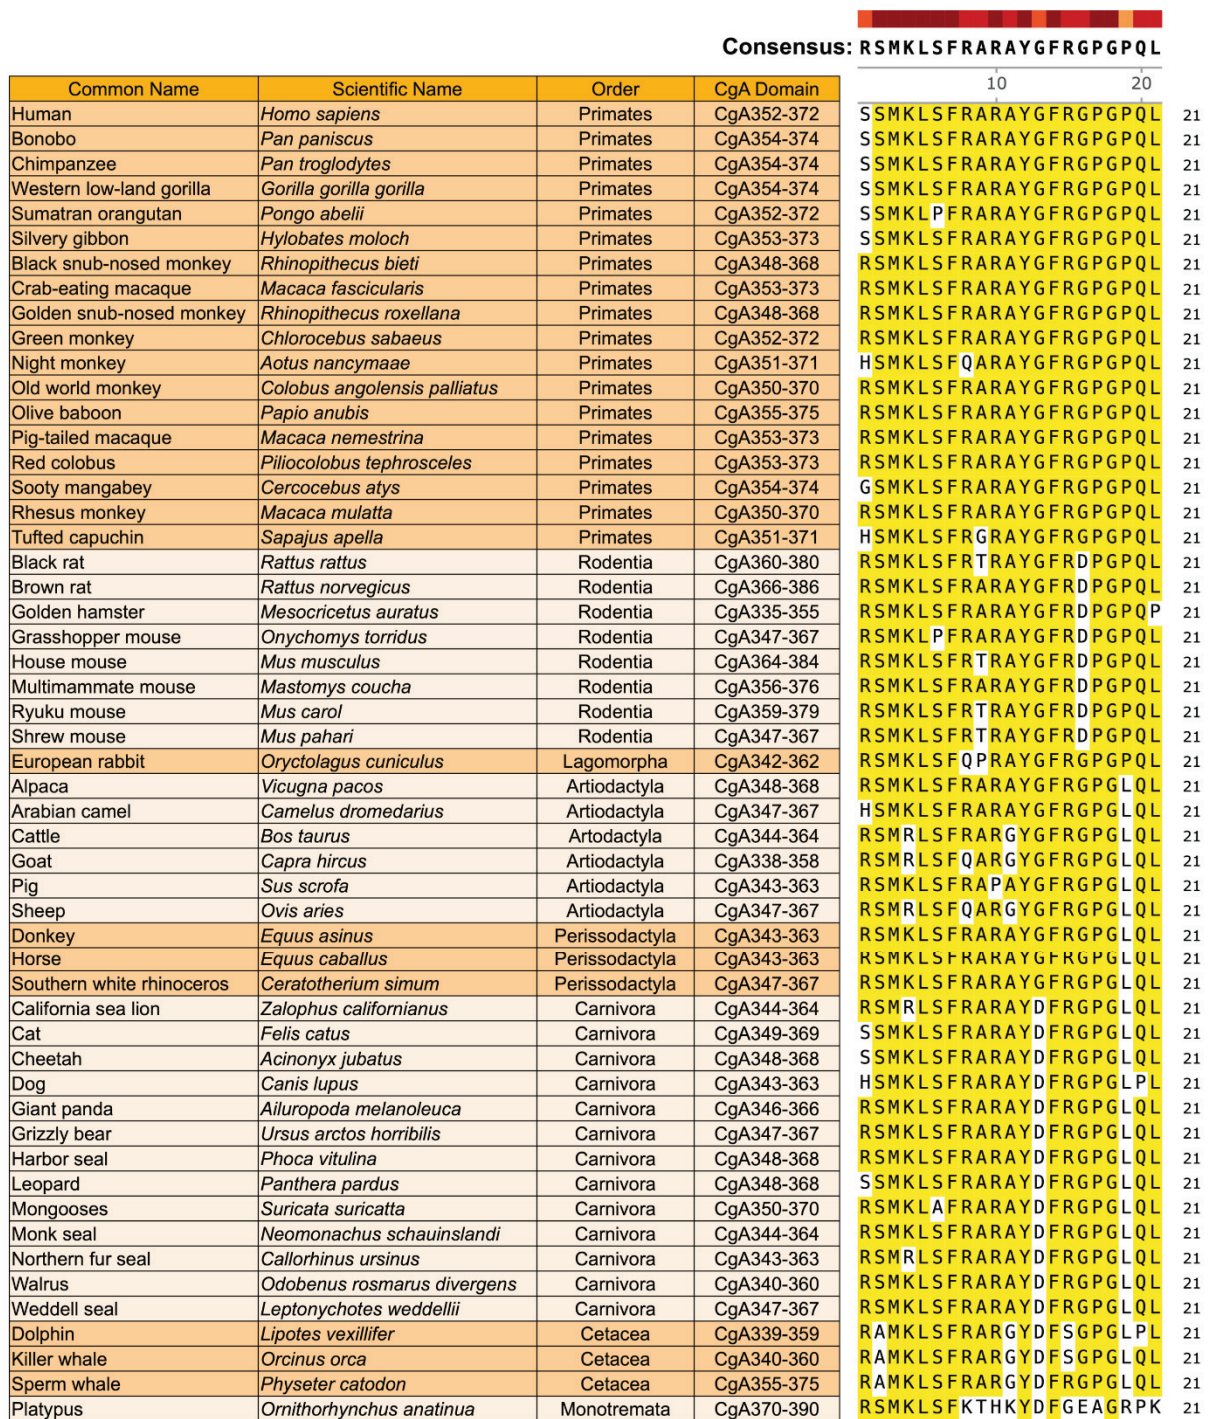 Consensus: RSMKLSFRARAYGFRGPGPQL
10 20
Common Name Scientific Name Order CgA Domain
Human Homo sapiens Primates CgA352-372 SSMKLSFRARAYGFRGPGPQL 21
Bonobo Pan paniscus Primates CgA354-374 SSMKLSFRARAYGFRGPGPQL 21
Chimpanzee Pan troglodytes Primates CgA354-374 SSMKLSFRARAYGFRGPGPQL 21
Western low-land gorilla Gorilla gorilla gorilla Primates CgA354-374 SSMKLSFRARAYGFRGPGPQL 21
Sumatran orangutan Pongo abelii Primates CgA352-372 SSMKLPFRARAYGFRGPGPQL 21
Silvery gibbon Hylobates moloch Primates CgA353-373 SSMKLSFRARAYGFRGPGPQL 21
Black snub-nosed monkey Rhinopithecus bieti Primates CgA348-368 RSMKLSFRARAYGFRGPGPQL 21
Crab-eating macaque Macaca fascicularis Primates CgA353-373 RSMKLSFRARAYGFRGPGPQL 21
Golden snub-nosed monkey Rhinopithecus roxellana Primates CgA348-368 RSMKLSFRARAYGFRGPGPQL 21
Green monkey Chlorocebus sabaeus Primates CgA352-372 RSMKLSFRARAYGFRGPGPQL 21
Night monkey Aotus nancymaae Primates CgA351-371 HSMKLSFQARAYGFRGPGPQL 21
Old world monkey Colobus angolensis palliatus Primates CgA350-370 RSMKLSFRARAYGFRGPGPQL 21
Olive baboon Papio anubis Primates CgA355-375 RSMKLSFRARAYGFRGPGPQL 21
Pig-tailed macaque Macaca nemestrina Primates CgA353-373 RSMKLSFRARAYGFRGPGPQL 21
Red colobus Piliocolobus tephrosceles Primates CgA353-373 RSMKLSFRARAYGFRGPGPQL 21
Sooty mangabey Cercocebus atys Primates CgA354-374 GSMKLSFRARAYGFRGPGPQL 21
Rhesus monkey Macaca mulatta Primates CgA350-370 RSMKLSFRARAYGFRGPGPQL 21
Tufted capuchin Sapajus apella Primates CgA351-371 HSMKLSFRGRAYGFRGPGPQL 21
Black rat Rattus rattus Rodentia CgA360-380 RSMKLSFRTRAYGFRDPGPQL 21
Brown rat Rattus norvegicus Rodentia CgA366-386 RSMKLSFRARAYGFRDPGPQL 21
Golden hamster Mesocricetus auratus Rodentia CgA335-355 RSMKLSFRARAYGFRDPGPQP 21
Grasshopper mouse Onychomys torridus Rodentia CgA347-367 RSMKLPFRARAYGFRDPGPQL 21
House mouse Mus musculus Rodentia CgA364-384 RSMKLSFRTRAYGFRDPGPQL 21
Multimammate mouse Mastomys coucha Rodentia CgA356-376 RSMKLSFRARAYGFRDPGPQL 21
Ryuku mouse Mus carol Rodentia CgA359-379 RSMKLSFRTRAYGFRDPGPQL 21
Shrew mouse Mus pahari Rodentia CgA347-367 RSMKLSFRTRAYGFRDPGPQL 21
European rabbit Oryctolagus cuniculus Lagomorpha CgA342-362 RSMKLSFQPRAYGFRGPGPQL 21
Alpaca Vicugna pacos Artiodactyla CgA348-368 RSMKLSFRARAYGFRGPGLQL 21
Arabian camel Camelus dromedarius Artiodactyla CgA347-367 HSMKLSFRARAYGFRGPGLQL 21
Cattle Bos taurus Artodactyla CgA344-364 RSMRLSFRARGYGFRGPGLQL 21
Goat Capra hircus Artiodactyla CgA338-358 RSMRLSFQARGYGFRGPGLQL 21
Pig Sus scrofa Artiodactyla CgA343-363 RSMKLSFRAPAYGFRGPGLQL 21
Sheep Ovis aries Artiodactyla CgA347-367 RSMRLSFQARGYGFRGPGLQL 21
Donkey Equus asinus Perissodactyla CgA343-363 RSMKLSFRARAYGFRGPGLQL 21
Horse Equus caballus Perissodactyla CgA343-363 RSMKLSFRARAYGFRGPGLQL 21
Southern white rhinoceros Ceratotherium simum Perissodactyla CgA347-367 RSMKLSFRARAYGFRGPGLQL 21
California sea lion Zalophus californianus Carnivora CgA344-364 RSMRLSFRARAYDFRGPGLQL 21
Cat Felis catus Carnivora CgA349-369 SSMKLSFRARAYDFRGPGLQL 21
Cheetah Acinonyx jubatus Carnivora CgA348-368 SSMKLSFRARAYDFRGPGLQL 21
Dog Canis lupus Carnivora CgA343-363 HSMKLSFRARAYDFRGPGLPL 21
Giant panda Ailuropoda melanoleuca Carnivora CgA346-366 RSMKLSFRARAYDFRGPGLQL 21
Grizzly bear Ursus arctos horribilis Carnivora CgA347-367 RSMKLSFRARAYDFRGPGLQL 21
Harbor seal Phoca vitulina Carnivora CgA348-368 RSMKLSFRARAYDFRGPGLQL 21
Leopard Panthera pardus Carnivora CgA348-368 SSMKLSFRARAYDFRGPGLQL 21
Mongooses Suricata suricatta Carnivora CgA350-370 RSMKLAFRARAYDFRGPGLQL 21
Monk seal Neomonachus schauinslandi Carnivora CgA344-364 RSMKLSFRARAYDFRGPGLQL 21
Northern fur seal Callorhinus ursinus Carnivora CgA343-363 RSMRLSFRARAYDFRGPGLQL 21
Walrus Odobenus rosmarus divergens Carnivora CgA340-360 RSMKLSFRARAYDFRGPGLQL 21
Weddell seal Leptonychotes weddellii Carnivora CgA347-367 RSMKLSFRARAYDFRGPGLQL 21
Dolphin Lipotes vexillifer Cetacea CgA339-359 RAMKLSFRARGYDFSGPGLPL 21
Killer whale Orcinus orca Cetacea CgA340-360 RAMKLSFRARGYDFSGPGLQL 21
Sperm whale Physeter catodon Cetacea CgA355-375 RAMKLSFRARGYDFRGPGLQL 21
Platypus Ornithorhynchus anatinua Monotremata CgA370-390 RSMKLSFKTHKYDFGEAGRPK 21